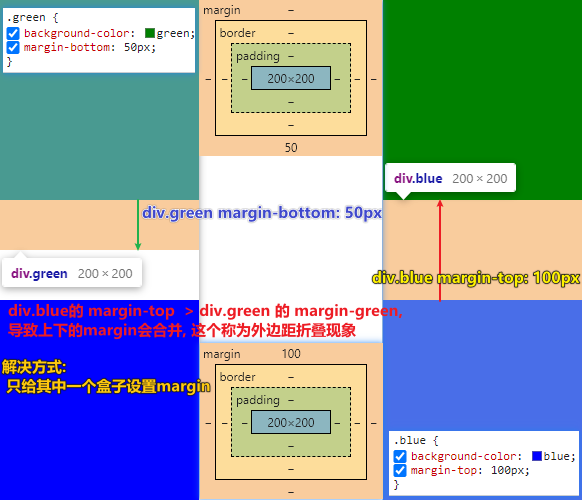 .green {
background-color: green;
margin-bottom: 50px;
}
margin –
border –
padding –
– – – 200×200 – – –
–
–
50
div.blue 200 × 200
div.green margin-bottom: 50px
div.green 200 × 200
div.blue margin-top: 100px
div.blue的 margin-top > div.green 的 margin-green,
导致上下的margin会合并, 这个称为外边距折叠现象
解决方式:
只给其中一个盒子设置margin
margin 100
border –
padding –
– – – 200×200 – – –
–
–
–
.blue {
background-color: blue;
margin-top: 100px;
}